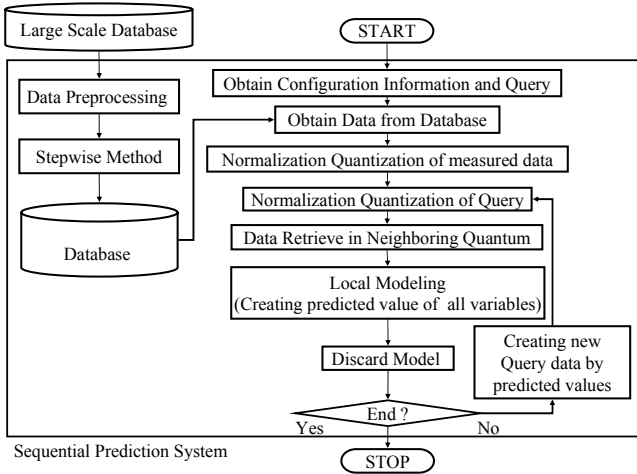 Large Scale Database
Data Preprocessing
Stepwise Method
Database
START
Obtain Configuration Information and Query
Obtain Data from Database
Normalization Quantization of measured data
Normalization Quantization of Query
Data Retrieve in Neighboring Quantum
Local Modeling
(Creating predicted value of all variables)
Discard Model
Creating new
Query data by
predicted values
End ?
Yes
No
Sequential Prediction System
STOP